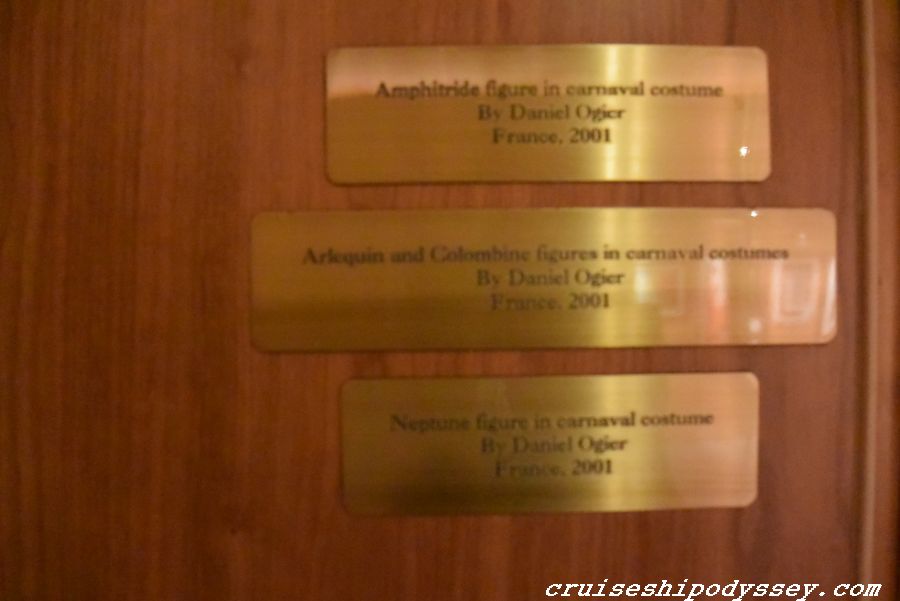 Amphitride figure in carnaval costume
By Daniel Ogier
France, 2001
Arlequin and Colombine figures in carnaval costumes
By Daniel Ogier
France, 2001
Neptune figure in carnaval costume
By Daniel Ogier
France, 2001
cruiseshipodyssey.com